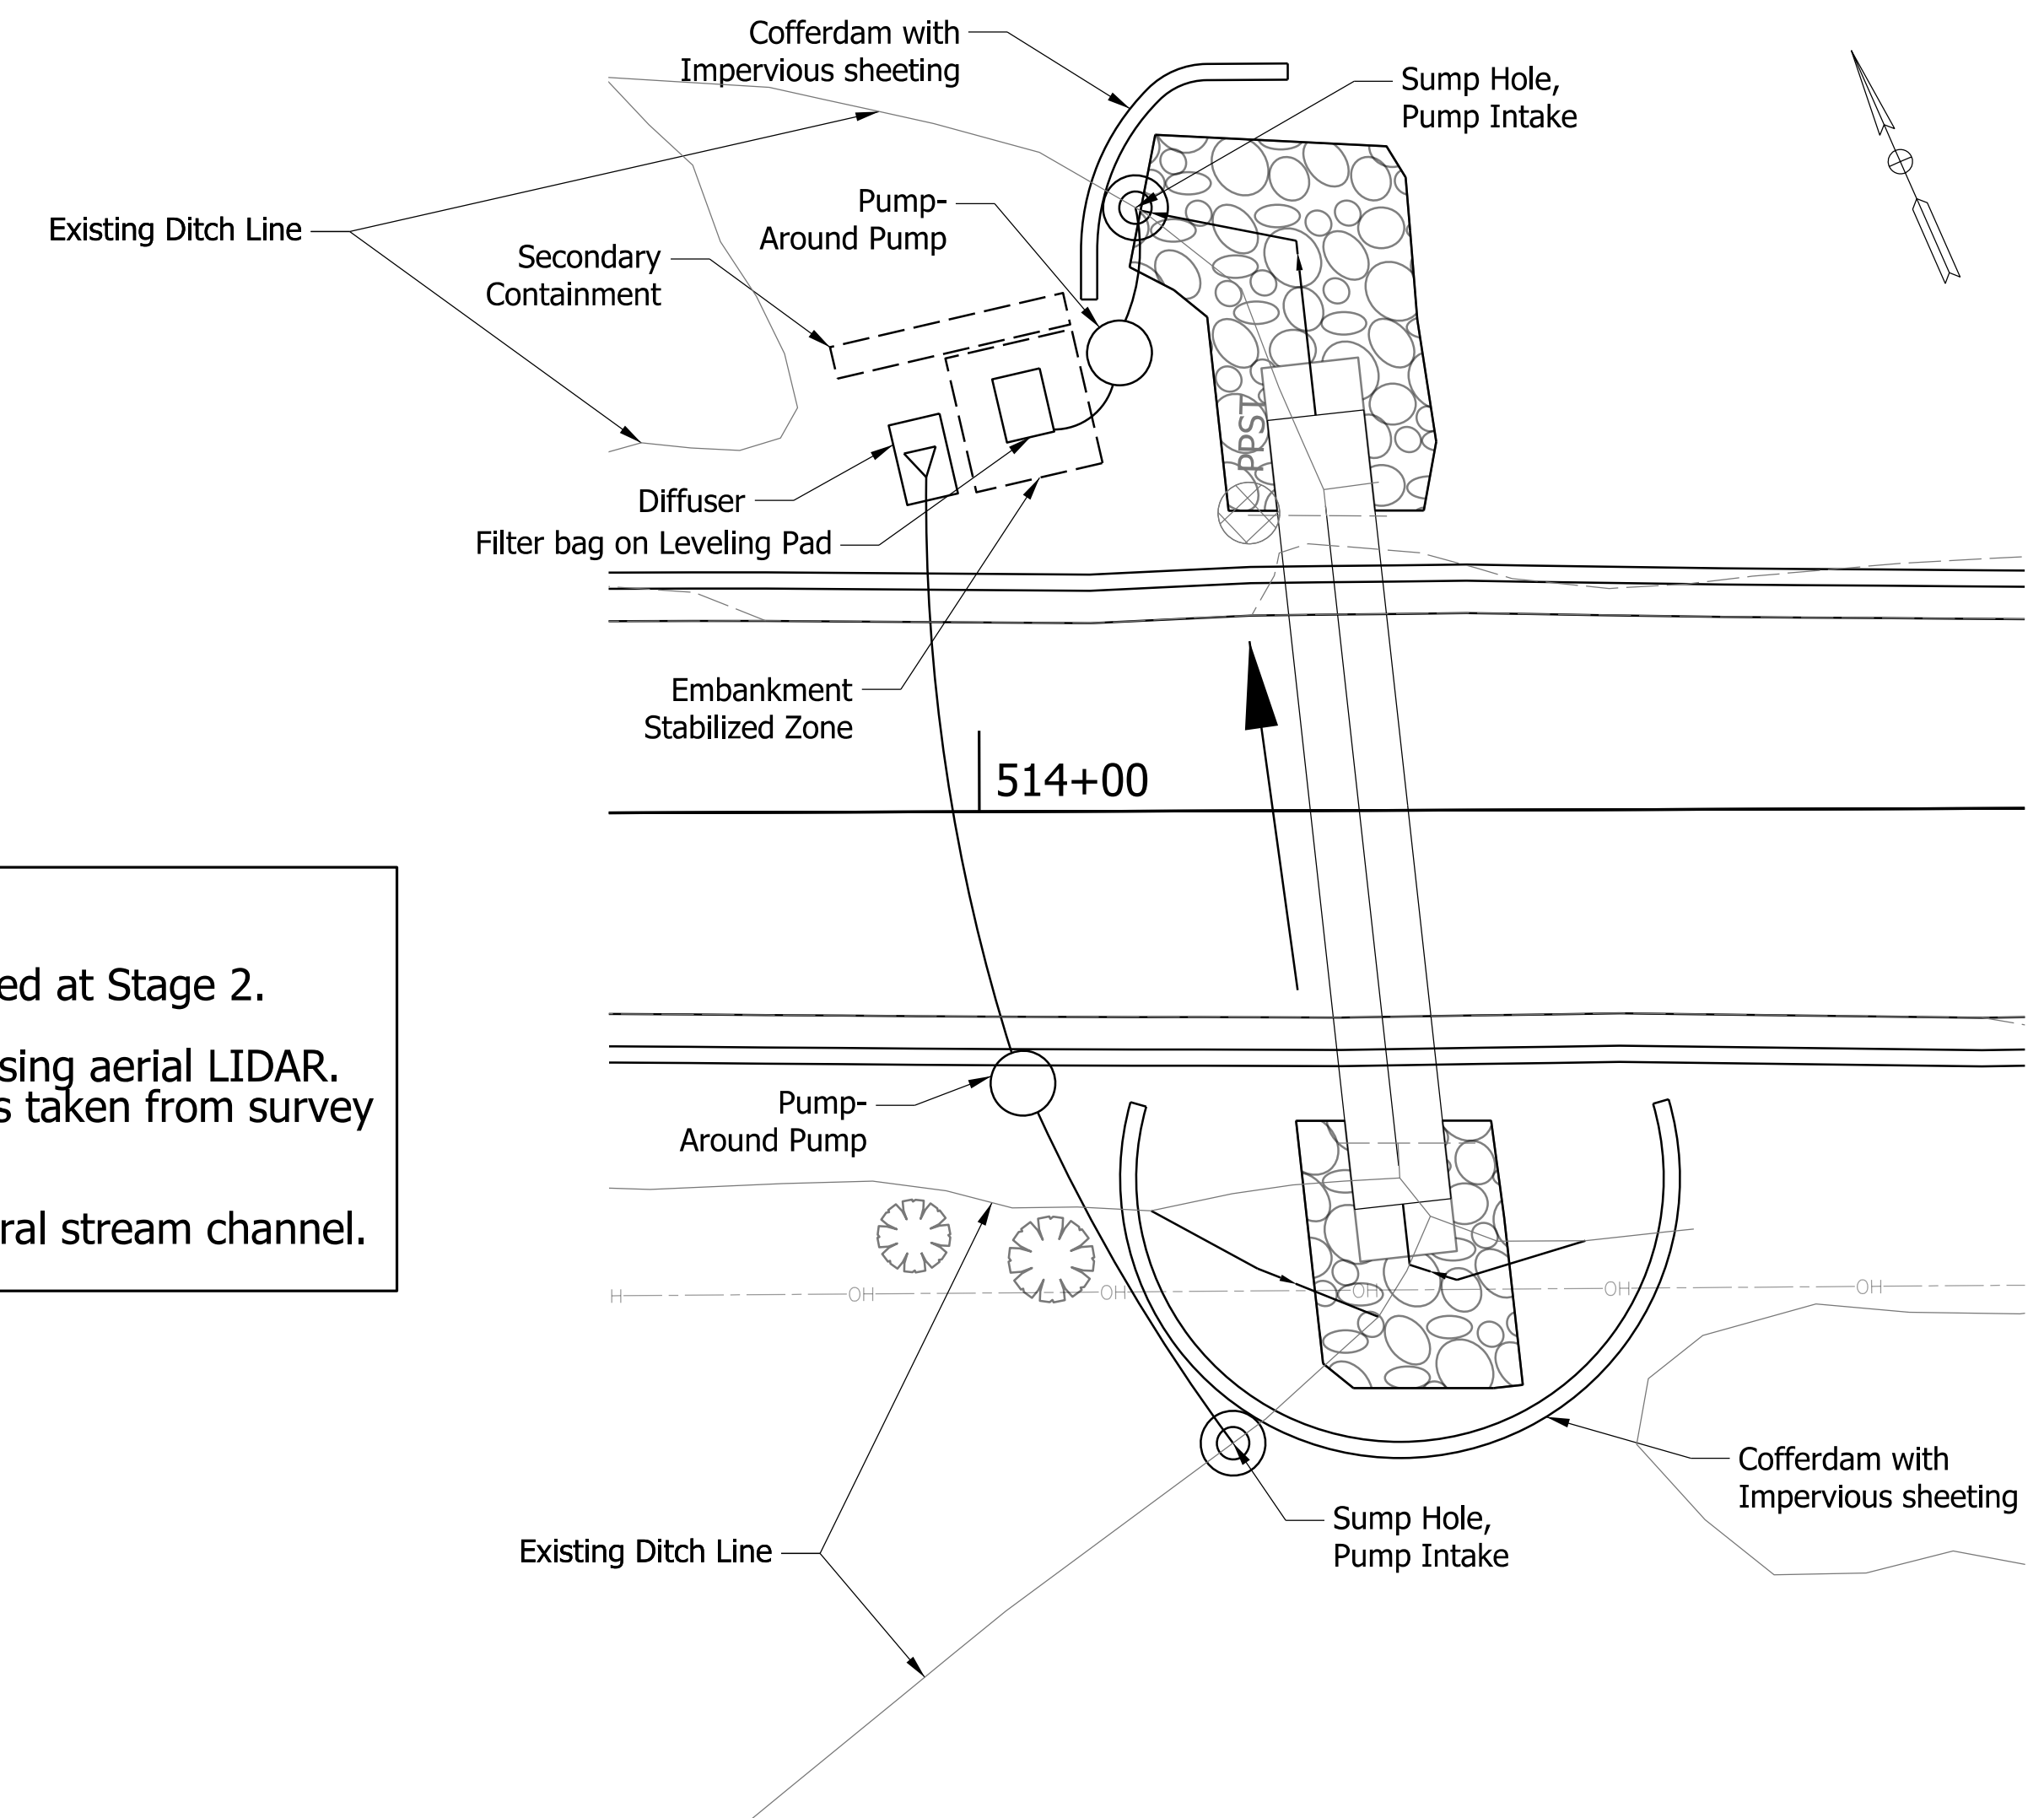 Cofferdam with
Impervious sheeting
Sump Hole,
Pump Intake
Pump-
Around Pump
Existing Ditch Line
Secondary
Containment
PPST
Diffuser
Filter bag on Leveling Pad
Embankment
Stabilized Zone
514+00
ed at Stage 2.
sing aerial LIDAR.
s taken from survey
ral stream channel.
Pump-
Around Pump
H OH OH OH OH OH
Cofferdam with
Impervious sheeting
Sump Hole,
Pump Intake
Existing Ditch Line